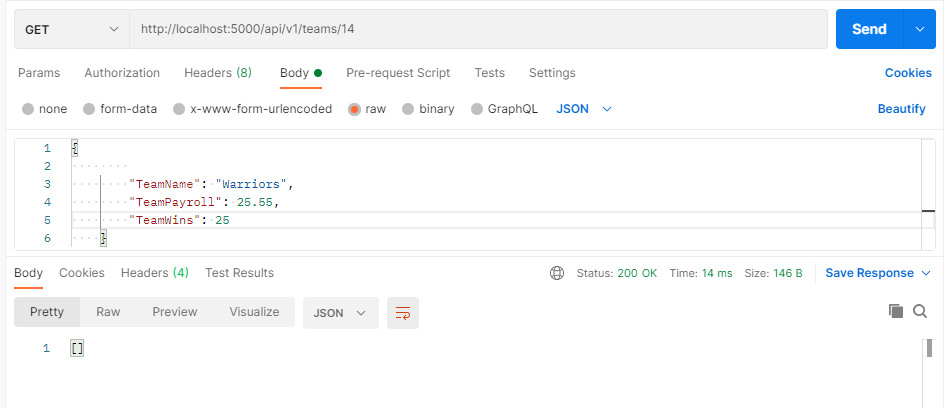 GET http://localhost:5000/api/v1/teams/14 Send
Params Authorization Headers (8) Body Pre-request Script Tests Settings Cookies
none form-data x-www-form-urlencoded raw binary GraphQL JSON Beautify
1 {
2
3 "TeamName": "Warriors",
4 "TeamPayroll": 25.55,
5 "TeamWins": 25
6 }
Body Cookies Headers (4) Test Results Status: 200 OK Time: 14 ms Size: 146 B Save Response
Pretty Raw Preview Visualize JSON
1 []